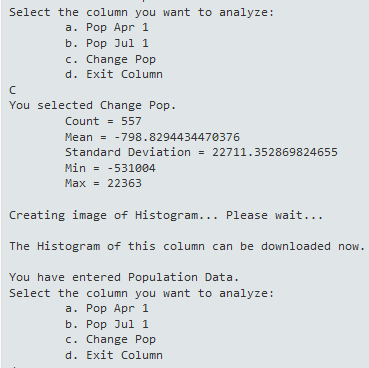 Select the column you want to analyze:
a. Pop Apr 1
b. Pop Jul 1
c. Change Pop
d. Exit Column
C
You selected Change Pop.
Count = 557
Mean = -798.8294434470376
Standard Deviation = 22711.352869824655
Min = -531004
Max = 22363
Creating image of Histogram... Please wait...
The Histogram of this column can be downloaded now.
You have entered Population Data.
Select the column you want to analyze:
a. Pop Apr 1
b. Pop Jul 1
c. Change Pop
d. Exit Column